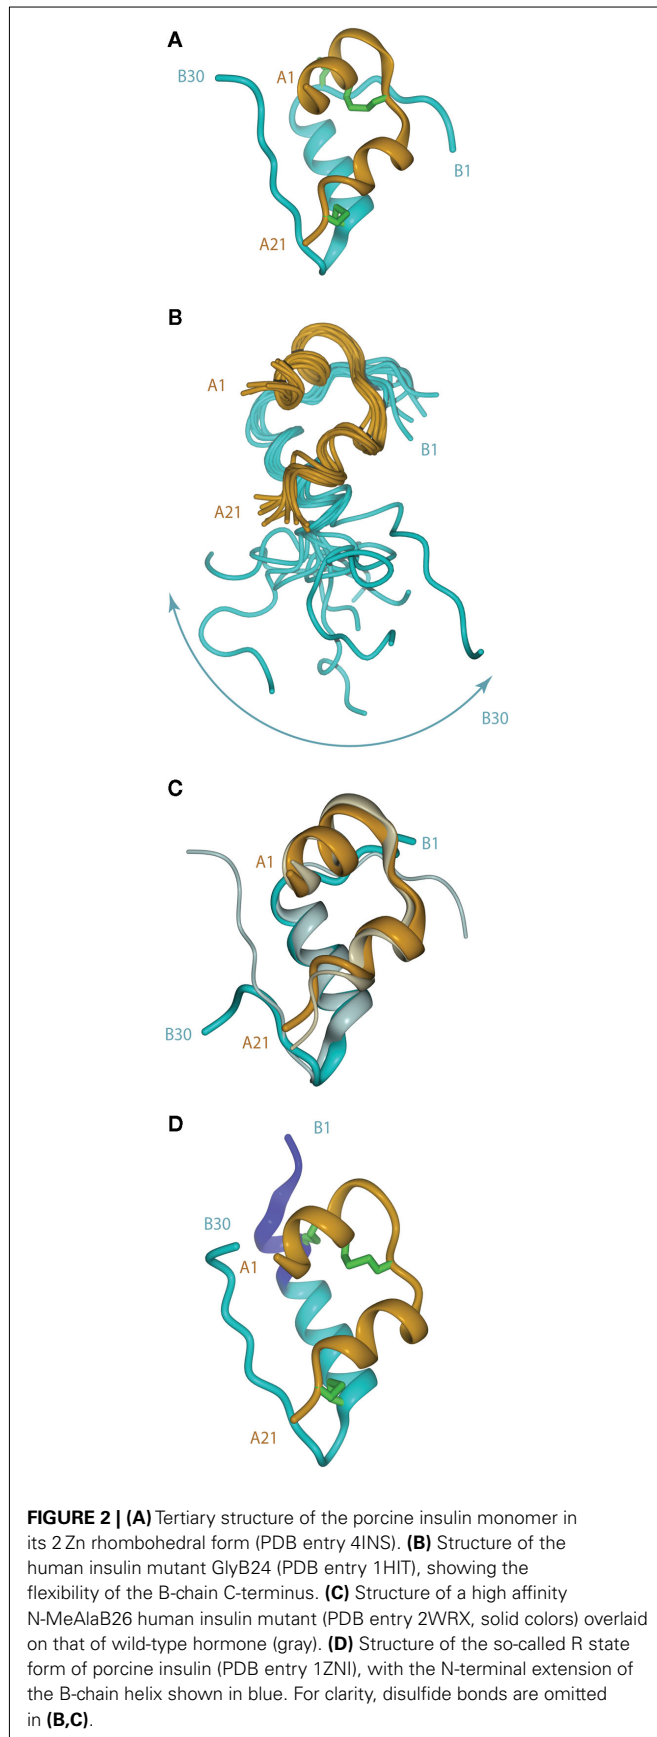 A
B30
A1
B1
A21
B
A1
B1
A21
B30
C
A1
B1
B30
A21
D
B1
B30
A1
A21
FIGURE 2 | (A) Tertiary structure of the porcine insulin monomer in
its 2 Zn rhombohedral form (PDB entry 4INS). (B) Structure of the
human insulin mutant GlyB24 (PDB entry 1HIT), showing the
flexibility of the B-chain C-terminus. (C) Structure of a high affinity
N-MeAlaB26 human insulin mutant (PDB entry 2WRX, solid colors) overlaid
on that of wild-type hormone (gray). (D) Structure of the so-called R state
form of porcine insulin (PDB entry 1ZNI), with the N-terminal extension of
the B-chain helix shown in blue. For clarity, disulfide bonds are omitted
in (B,C).